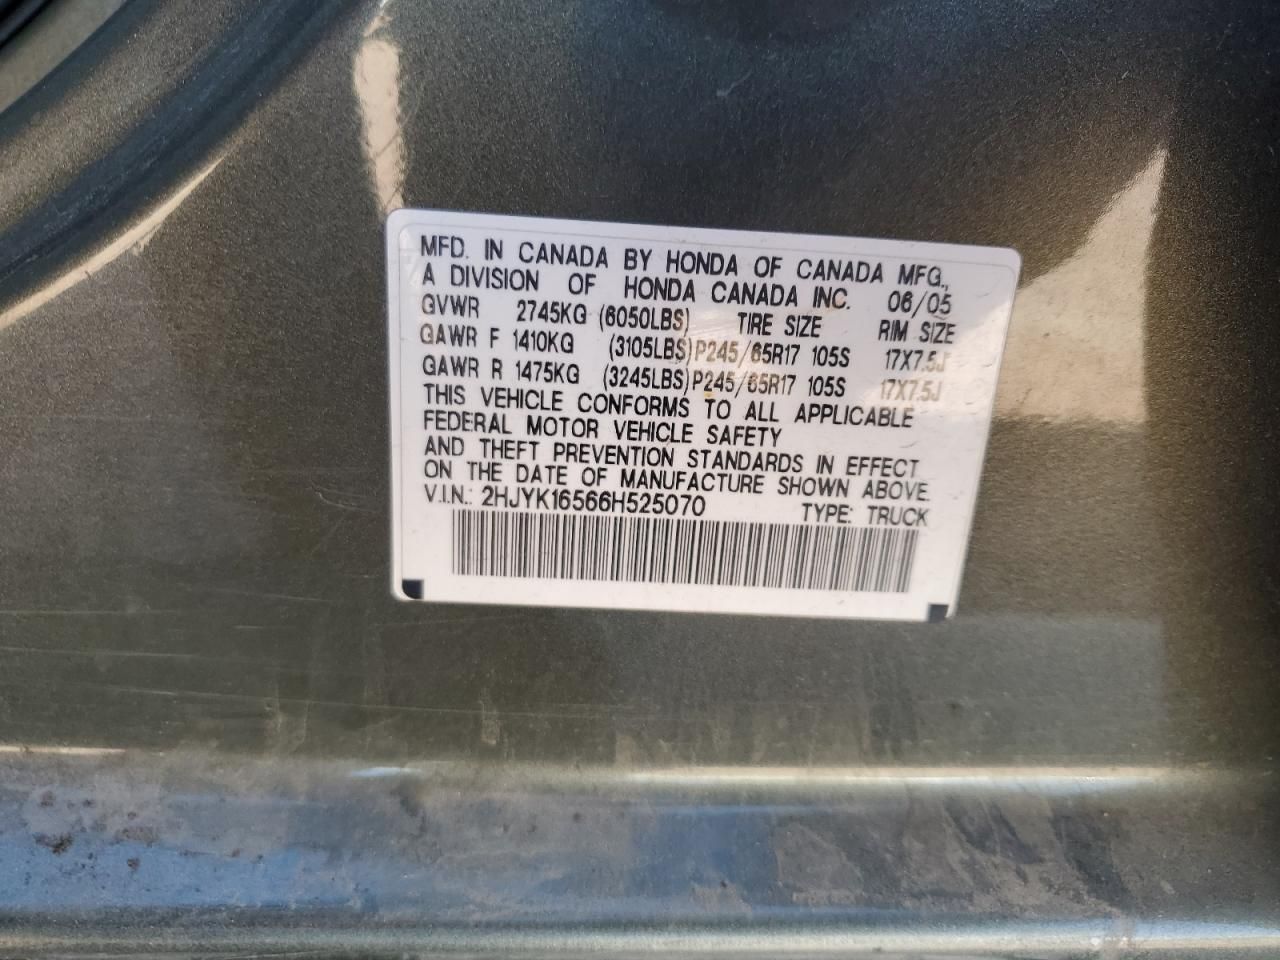 MFD. IN CANADA BY HONDA OF CANADA MFG.,
A DIVISION OF HONDA CANADA INC. 06/05
GVWR 2745KG (6050LBS) TIRE SIZE RIM SIZE
GAWR F 1410KG (3105LBS) P245/65R17 105S 17X7.5J
GAWR R 1475KG (3245LBS) P245/65R17 105S 17X7.5J
THIS VEHICLE CONFORMS TO ALL APPLICABLE
FEDERAL MOTOR VEHICLE SAFETY
AND THEFT PREVENTION STANDARDS IN EFFECT
ON THE DATE OF MANUFACTURE SHOWN ABOVE.
V.I.N.: 2HJYK16566H525070 TYPE: TRUCK